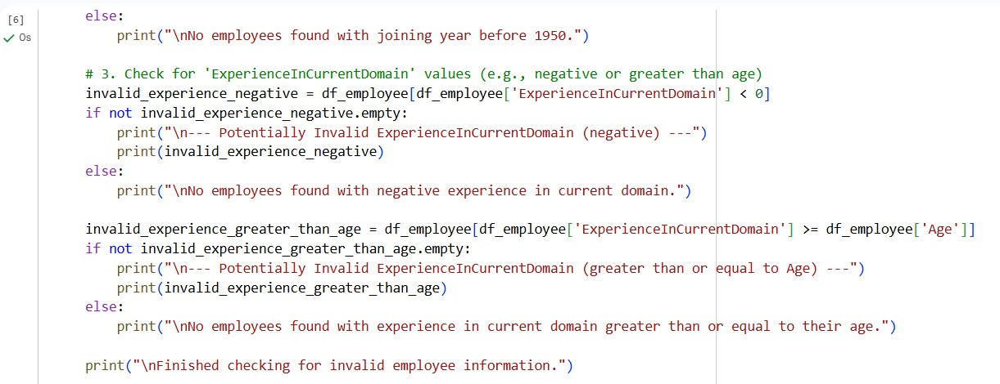 [6]
0s
else:
    print("\nNo employees found with joining year before 1950.")
# 3. Check for 'ExperienceInCurrentDomain' values (e.g., negative or greater than age)
invalid_experience_negative = df_employee[df_employee['ExperienceInCurrentDomain'] < 0]
if not invalid_experience_negative.empty:
    print("\n--- Potentially Invalid ExperienceInCurrentDomain (negative) ---")
    print(invalid_experience_negative)
else:
    print("\nNo employees found with negative experience in current domain.")
invalid_experience_greater_than_age = df_employee[df_employee['ExperienceInCurrentDomain'] >= df_employee['Age']]
if not invalid_experience_greater_than_age.empty:
    print("\n--- Potentially Invalid ExperienceInCurrentDomain (greater than or equal to Age) ---")
    print(invalid_experience_greater_than_age)
else:
    print("\nNo employees found with experience in current domain greater than or equal to their age.")
print("\nFinished checking for invalid employee information.")